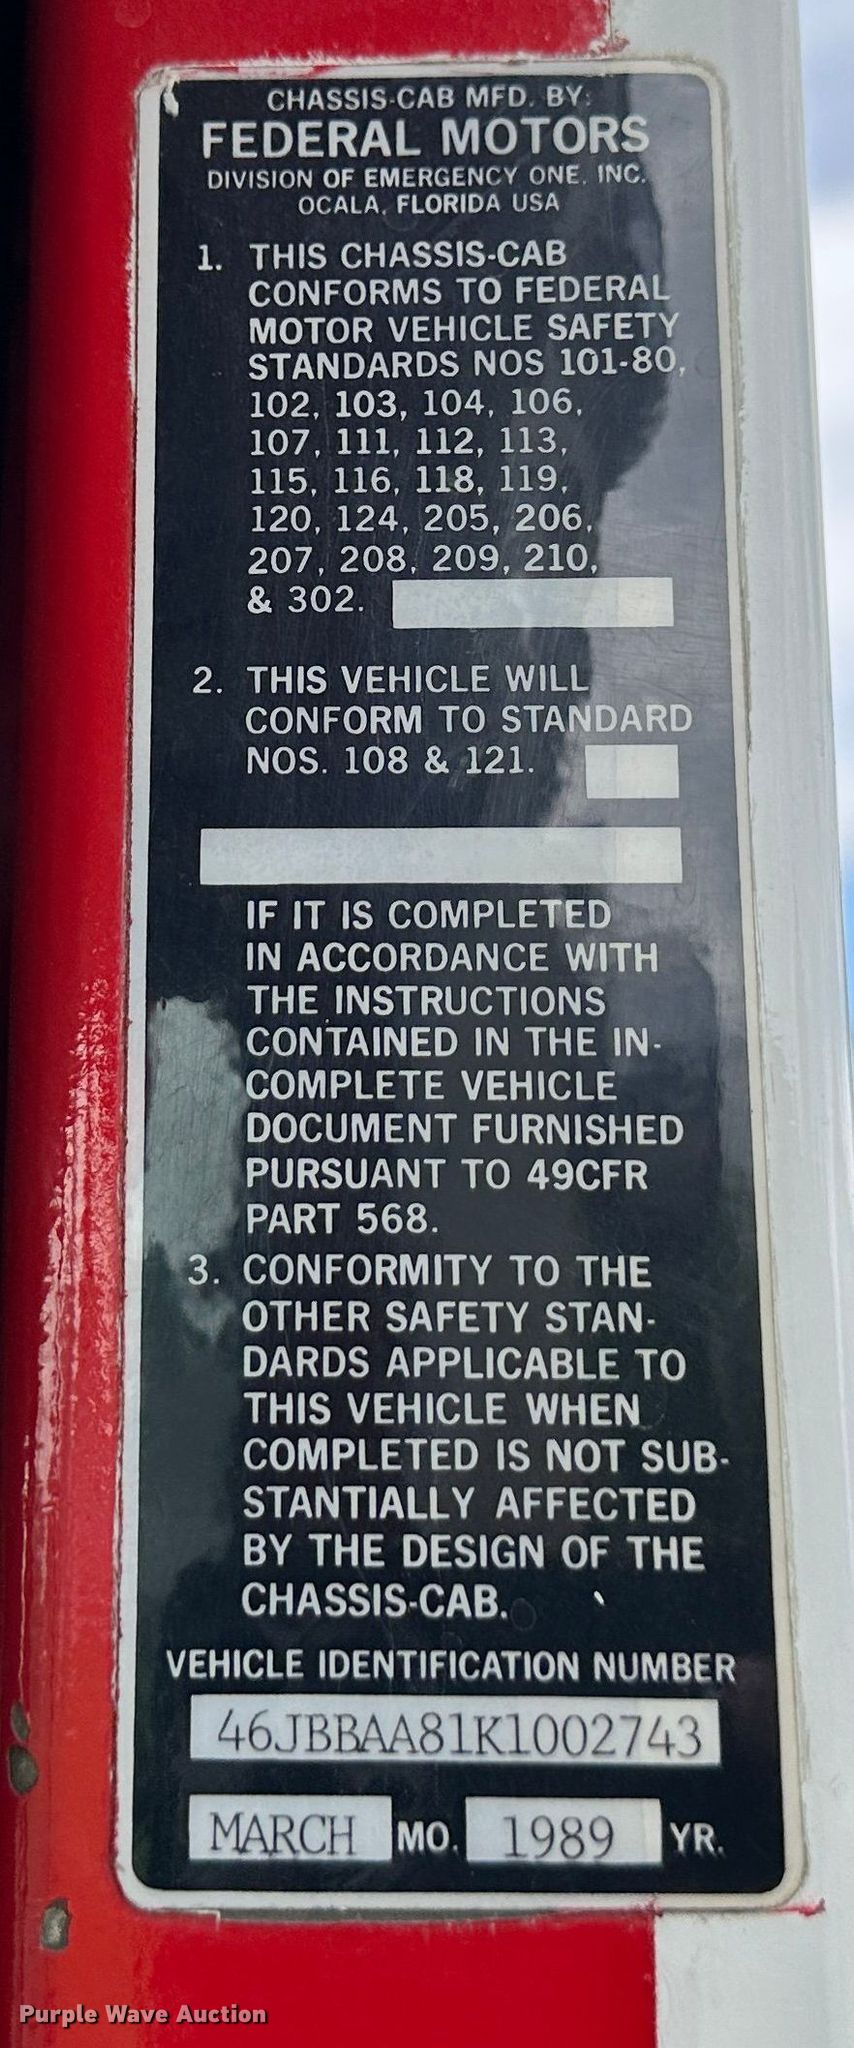 CHASSIS-CAB MFD. BY:
FEDERAL MOTORS
DIVISION OF EMERGENCY ONE, INC.
OCALA, FLORIDA USA
1. THIS CHASSIS-CAB
CONFORMS TO FEDERAL
MOTOR VEHICLE SAFETY
STANDARDS NOS 101-80,
102, 103, 104, 106,
107, 111, 112, 113,
115, 116, 118, 119,
120, 124, 205, 206,
207, 208, 209, 210,
& 302.
2. THIS VEHICLE WILL
CONFORM TO STANDARD
NOS. 108 & 121.
IF IT IS COMPLETED
IN ACCORDANCE WITH
THE INSTRUCTIONS
CONTAINED IN THE IN-
COMPLETE VEHICLE
DOCUMENT FURNISHED
PURSUANT TO 49CFR
PART 568.
3. CONFORMITY TO THE
OTHER SAFETY STAN-
DARDS APPLICABLE TO
THIS VEHICLE WHEN
COMPLETED IS NOT SUB-
STANTIALLY AFFECTED
BY THE DESIGN OF THE
CHASSIS-CAB.
VEHICLE IDENTIFICATION NUMBER
46JBBAA81K1002743
MARCH MO. 1989 YR.
Purple Wave Auction